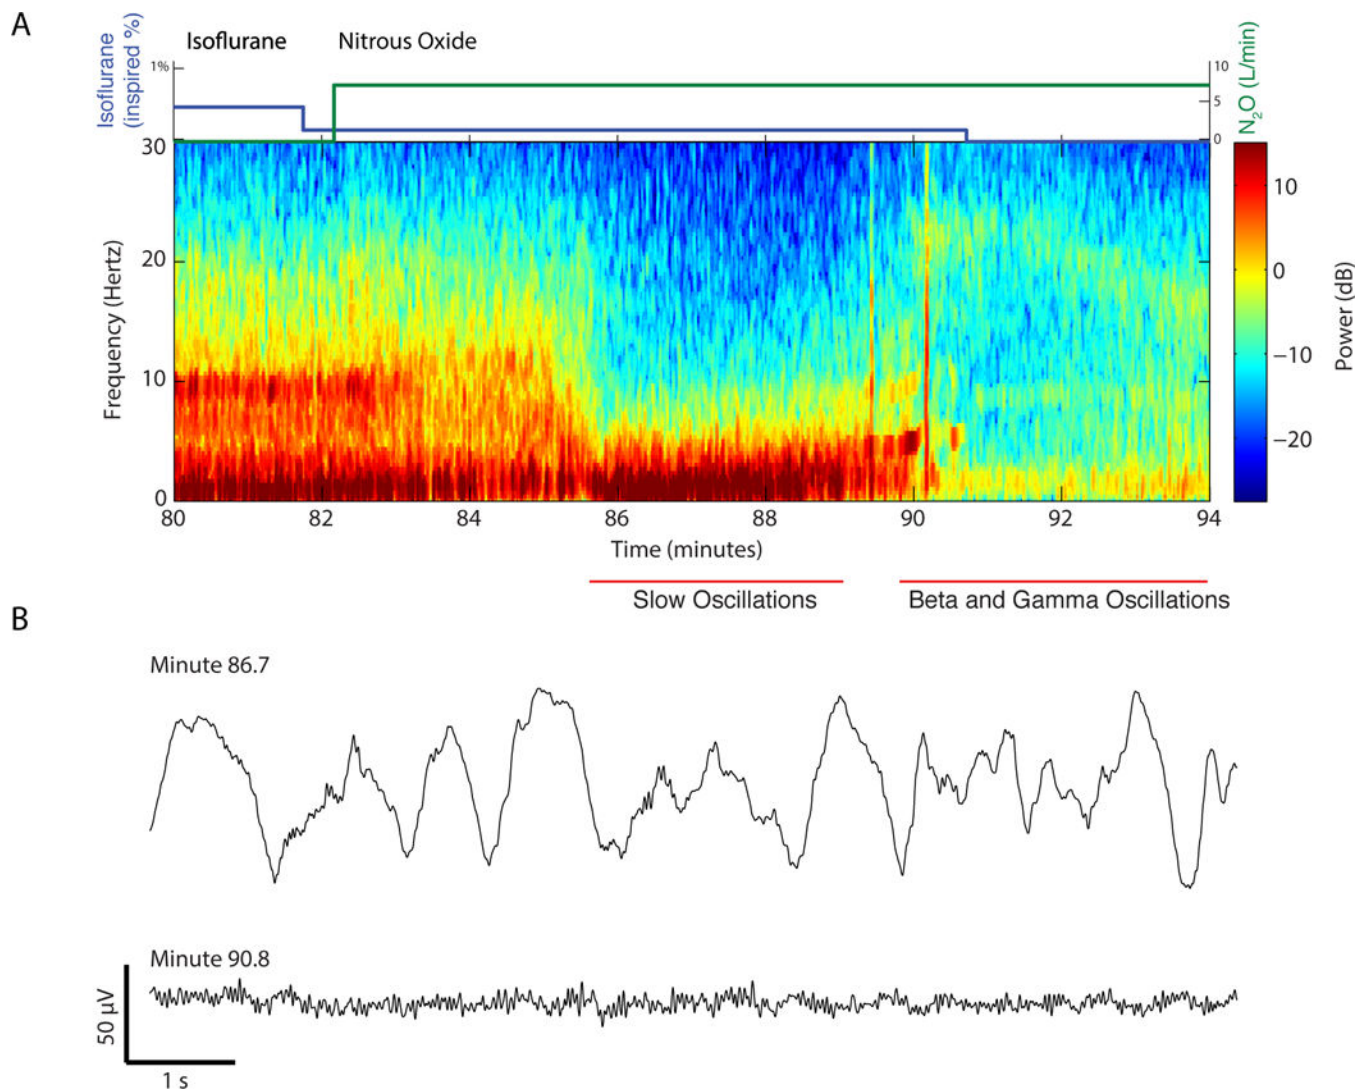 A
Isoflurane
(inspired %)
Isoflurane
Nitrous Oxide
1%
10
5
0
N₂O (L/min)
30
20
10
0
Frequency (Hertz)
80
82
84
86
88
90
92
94
Time (minutes)
10
0
−10
−20
Power (dB)
Slow Oscillations
Beta and Gamma Oscillations
B
Minute 86.7
Minute 90.8
50 μV
1 s